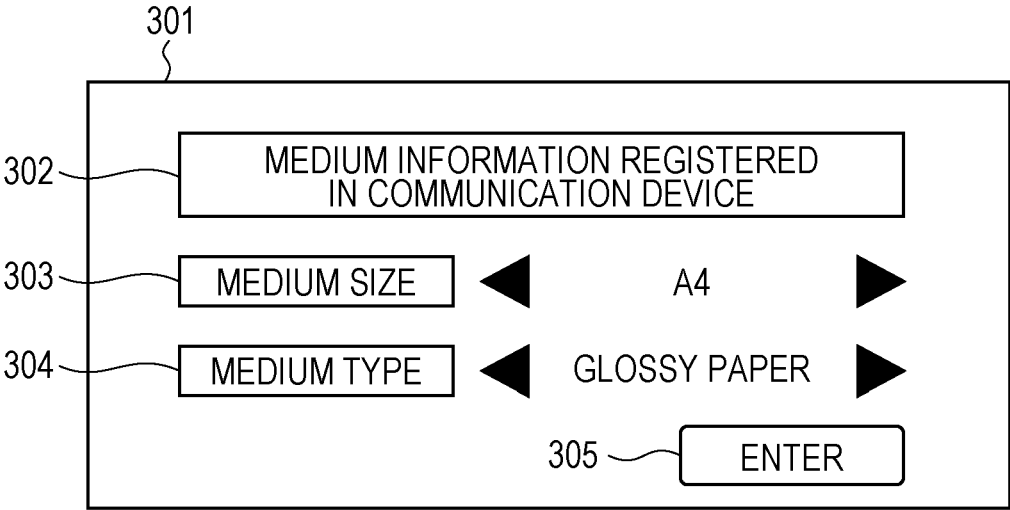 301
302 MEDIUM INFORMATION REGISTERED
IN COMMUNICATION DEVICE
303 MEDIUM SIZE A4
304 MEDIUM TYPE GLOSSY PAPER
305 ENTER